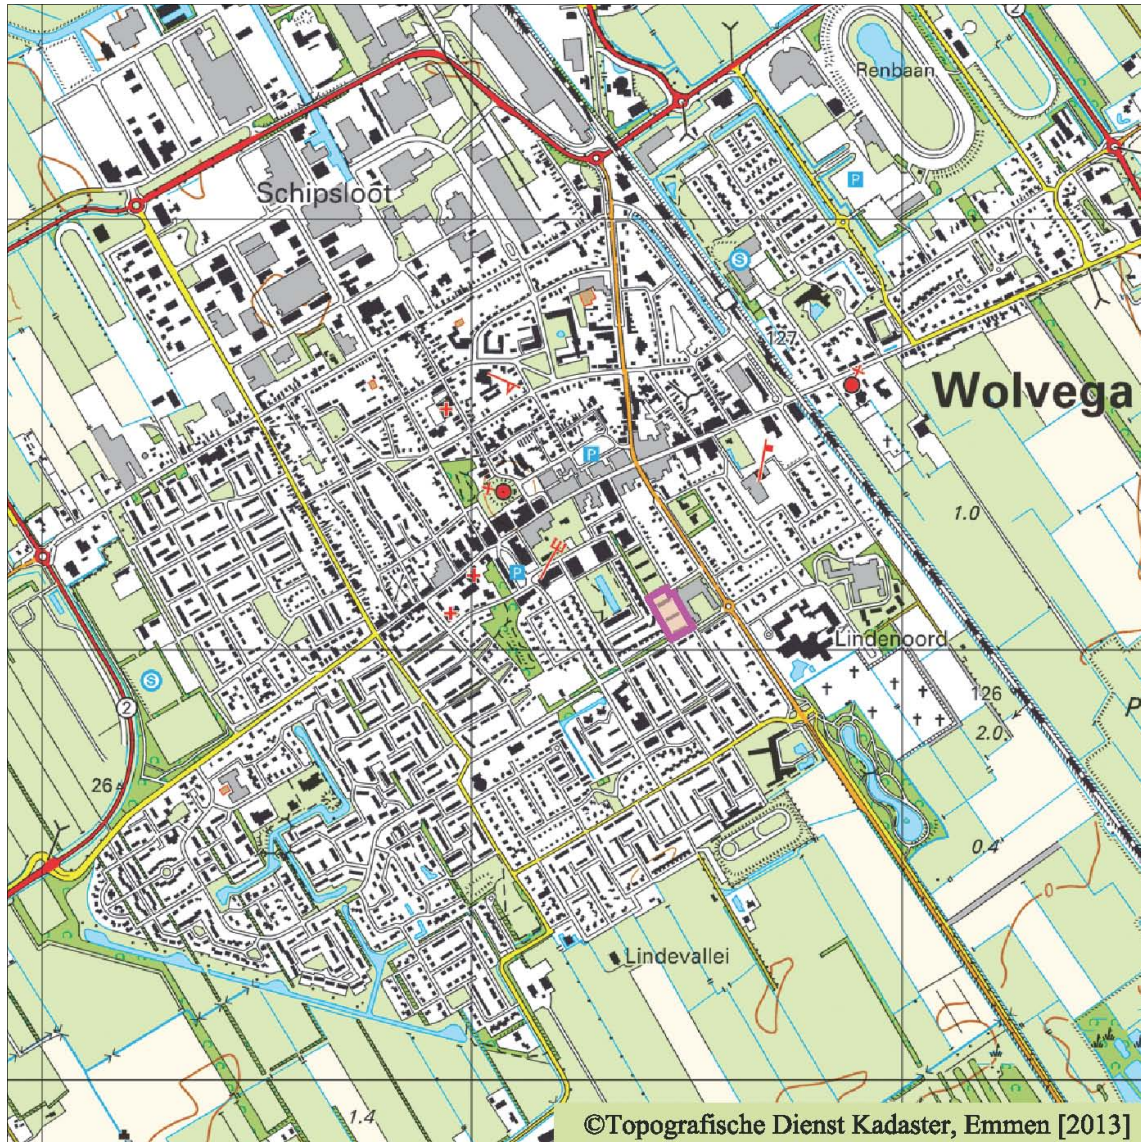 2
Renbaan
P
Schipsloot
S
127
Wolvega
P
1.0
P
Lindenoord
S
2
126
2.0
P
26
0.4
0
Lindevallei
1.4
©Topografische Dienst Kadaster, Emmen [2013]